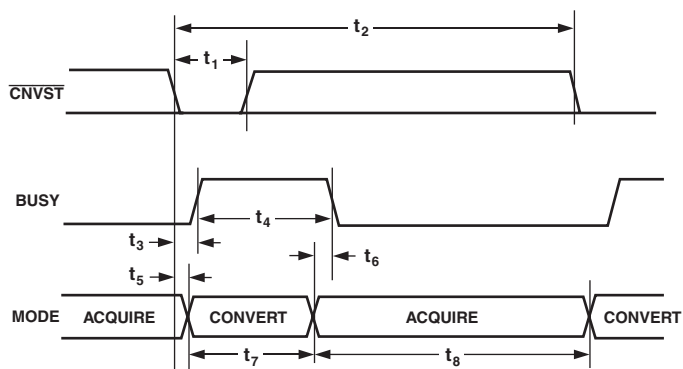 t2
t1
CNVST
BUSY
t4
t3
t6
t5
MODE ACQUIRE CONVERT ACQUIRE CONVERT
t7 t8